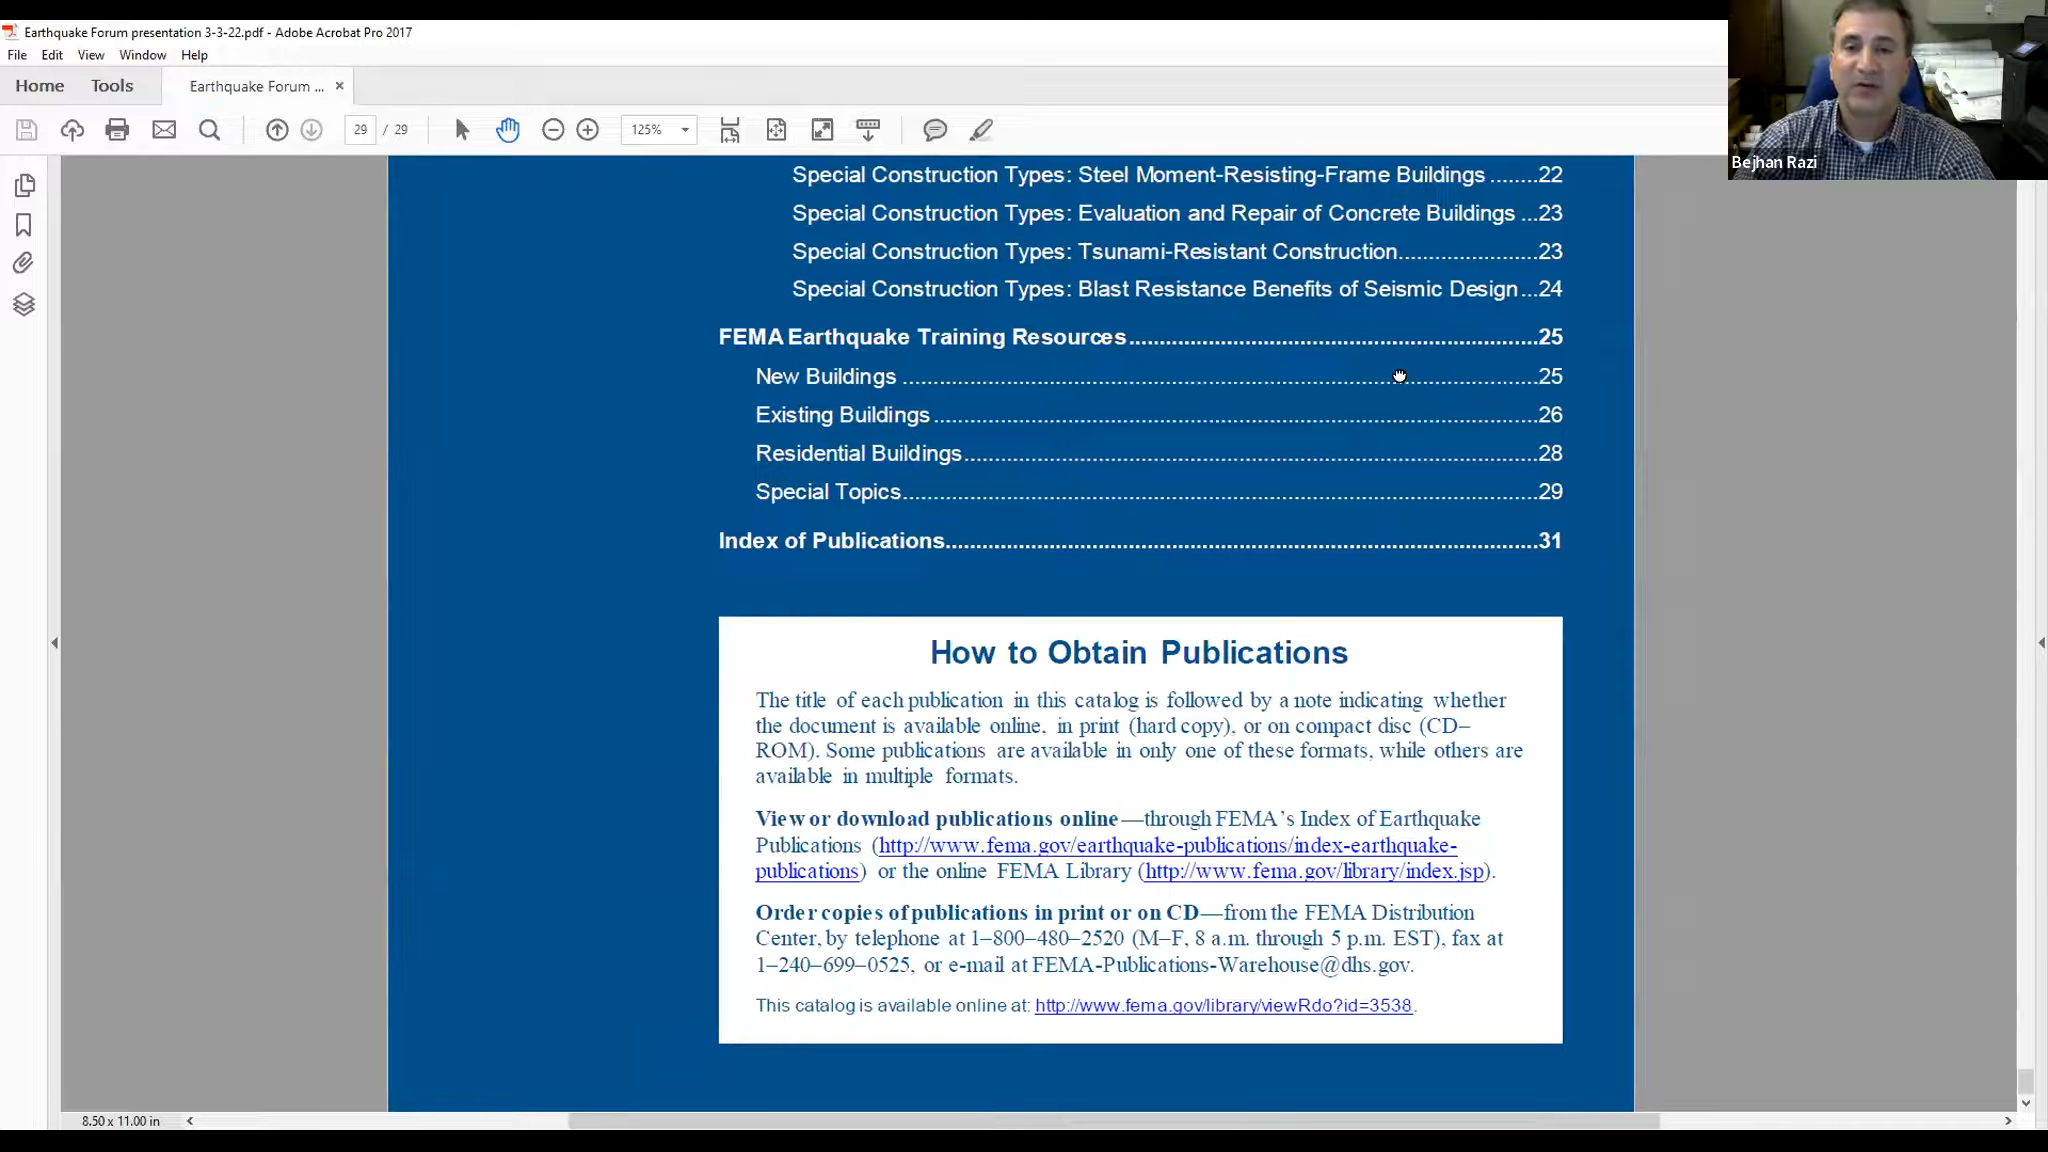 Earthquake Forum presentation 3-3-22.pdf - Adobe Acrobat Pro 2017
File Edit View Window Help
Home Tools Earthquake Forum ... ×
29 / 29 125%
Bejhan Razi
Special Construction Types: Steel Moment-Resisting-Frame Buildings ........22
Special Construction Types: Evaluation and Repair of Concrete Buildings ...23
Special Construction Types: Tsunami-Resistant Construction.......................23
Special Construction Types: Blast Resistance Benefits of Seismic Design...24
FEMA Earthquake Training Resources..................................................................25
New Buildings ........................................................................................................25
Existing Buildings...................................................................................................26
Residential Buildings..............................................................................................28
Special Topics........................................................................................................29
Index of Publications...............................................................................................31
How to Obtain Publications
The title of each publication in this catalog is followed by a note indicating whether
the document is available online, in print (hard copy), or on compact disc (CD–
ROM). Some publications are available in only one of these formats, while others are
available in multiple formats.
View or download publications online—through FEMA's Index of Earthquake
Publications (http://www.fema.gov/earthquake-publications/index-earthquake-
publications) or the online FEMA Library (http://www.fema.gov/library/index.jsp).
Order copies of publications in print or on CD—from the FEMA Distribution
Center, by telephone at 1–800–480–2520 (M–F, 8 a.m. through 5 p.m. EST), fax at
1–240–699–0525, or e-mail at FEMA-Publications-Warehouse@dhs.gov.
This catalog is available online at: http://www.fema.gov/library/viewRdo?id=3538.
8.50 x 11.00 in